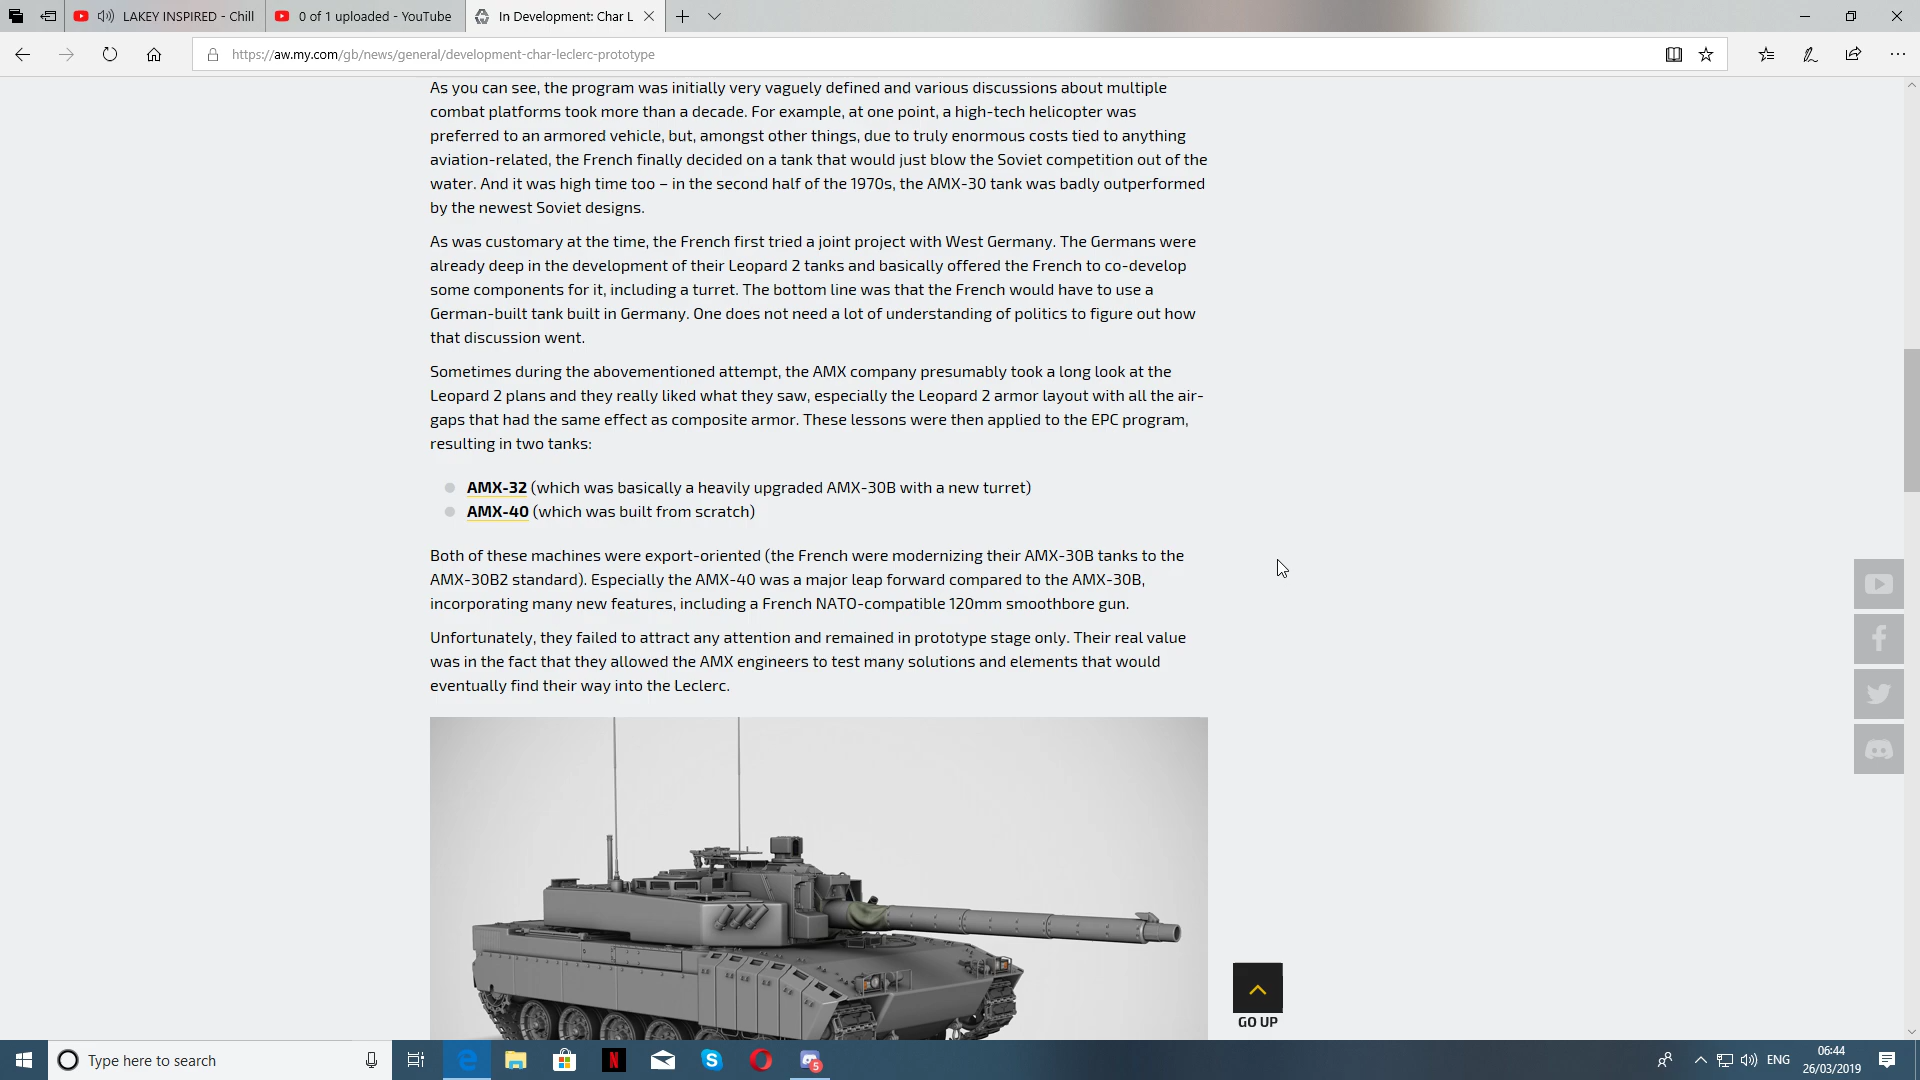 LAKEY INSPIRED - Chill
0 of 1 uploaded - YouTube
In Development: Char L
https://aw.my.com/gb/news/general/development-char-leclerc-prototype
As you can see, the program was initially very vaguely defined and various discussions about multiple
combat platforms took more than a decade. For example, at one point, a high-tech helicopter was
preferred to an armored vehicle, but, amongst other things, due to truly enormous costs tied to anything
aviation-related, the French finally decided on a tank that would just blow the Soviet competition out of the
water. And it was high time too – in the second half of the 1970s, the AMX-30 tank was badly outperformed
by the newest Soviet designs.
As was customary at the time, the French first tried a joint project with West Germany. The Germans were
already deep in the development of their Leopard 2 tanks and basically offered the French to co-develop
some components for it, including a turret. The bottom line was that the French would have to use a
German-built tank built in Germany. One does not need a lot of understanding of politics to figure out how
that discussion went.
Sometimes during the abovementioned attempt, the AMX company presumably took a long look at the
Leopard 2 plans and they really liked what they saw, especially the Leopard 2 armor layout with all the air-
gaps that had the same effect as composite armor. These lessons were then applied to the EPC program,
resulting in two tanks:
AMX-32 (which was basically a heavily upgraded AMX-30B with a new turret)
AMX-40 (which was built from scratch)
Both of these machines were export-oriented (the French were modernizing their AMX-30B tanks to the
AMX-30B2 standard). Especially the AMX-40 was a major leap forward compared to the AMX-30B,
incorporating many new features, including a French NATO-compatible 120mm smoothbore gun.
Unfortunately, they failed to attract any attention and remained in prototype stage only. Their real value
was in the fact that they allowed the AMX engineers to test many solutions and elements that would
eventually find their way into the Leclerc.
GO UP
Type here to search
5
ENG
06:44
26/03/2019